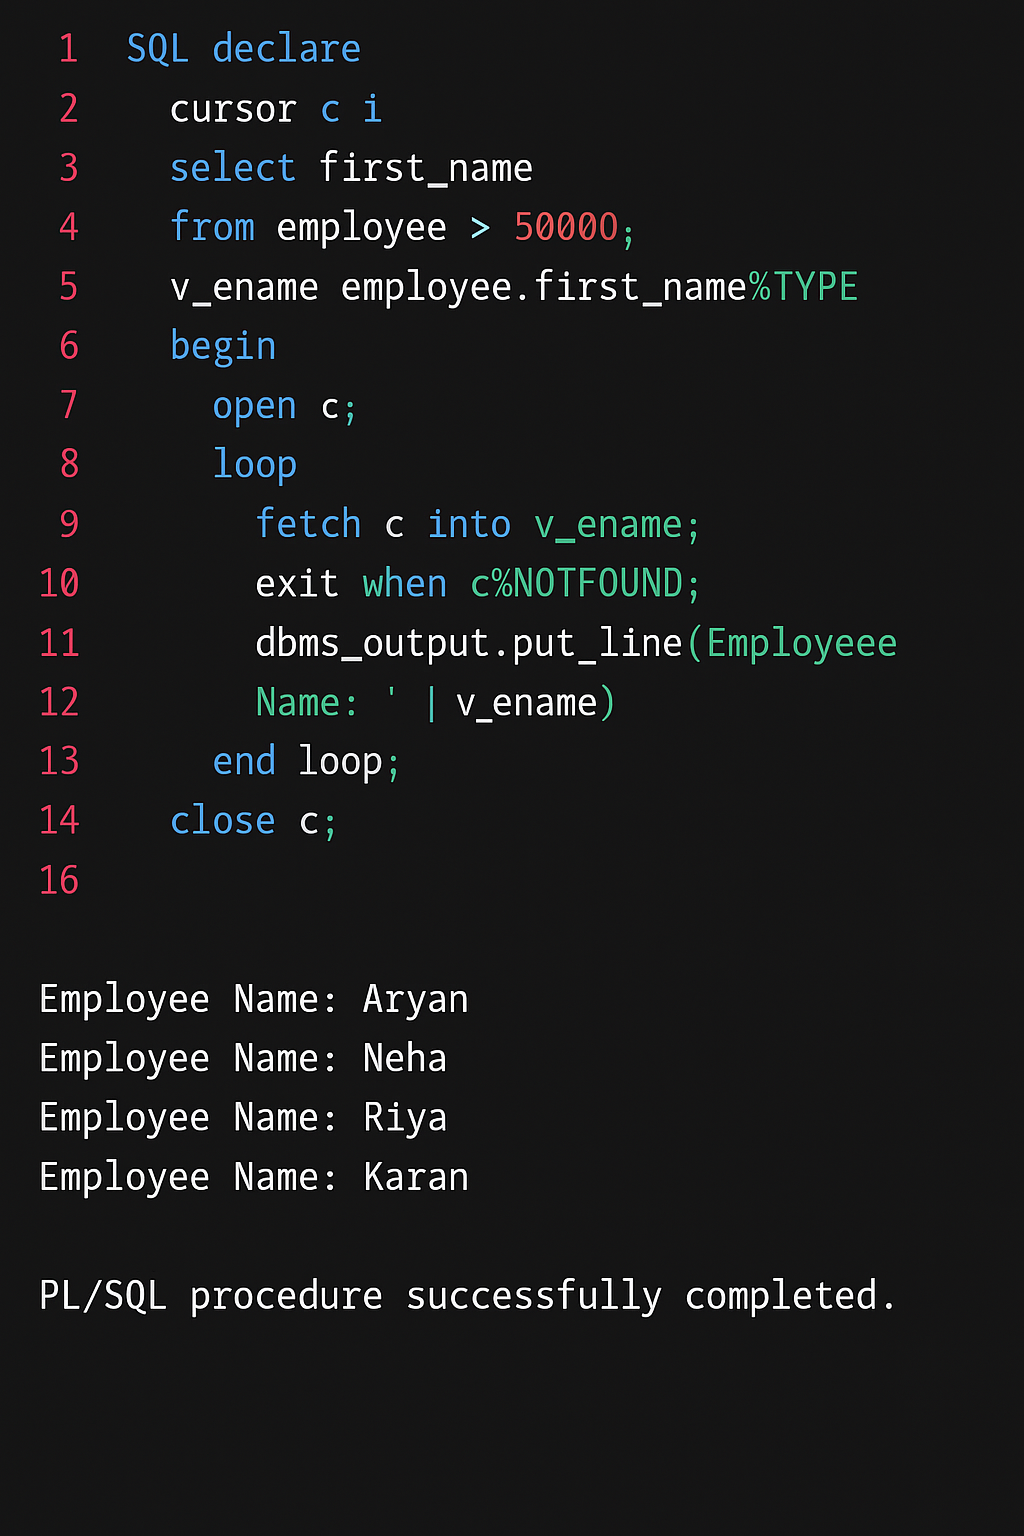 1 SQL declare
2 cursor c i
3 select first_name
4 from employee > 50000;
5 v_ename employee.first_name%TYPE
6 begin
7 open c;
8 loop
9 fetch c into v_ename;
10 exit when c%NOTFOUND;
11 dbms_output.put_line(Employeee
12 Name: ' | v_ename)
13 end loop;
14 close c;
16
Employee Name: Aryan
Employee Name: Neha
Employee Name: Riya
Employee Name: Karan
PL/SQL procedure successfully completed.